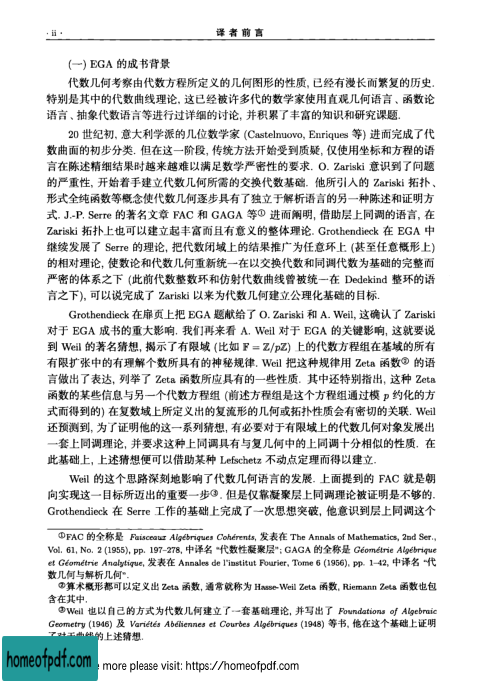 · ii ·
译 者 前 言
(一) EGA 的成书背景
代数几何考察由代数方程所定义的几何图形的性质, 已经有漫长而繁复的历史.
特别是其中的代数曲线理论, 这已经被许多代的数学家使用直观几何语言、函数论
语言、抽象代数语言等进行过详细的讨论, 并积累了丰富的知识和研究课题.
20 世纪初, 意大利学派的几位数学家 (Castelnuovo, Enriques 等) 进而完成了代
数曲面的初步分类. 但在这一阶段, 传统方法开始受到质疑, 仅使用坐标和方程的语
言在陈述精细结果时越来越难以满足数学严密性的要求. O. Zariski 意识到了问题
的严重性, 开始着手建立代数几何所需的交换代数基础. 他所引入的 Zariski 拓扑、
形式全纯函数等概念使代数几何逐步具有了独立于解析语言的另一种陈述和证明方
式. J.-P. Serre 的著名文章 FAC 和 GAGA 等① 进而阐明, 借助层上同调的语言, 在
Zariski 拓扑上也可以建立起丰富而且有意义的整体理论. Grothendieck 在 EGA 中
继续发展了 Serre 的理论, 把代数闭域上的结果推广为任意环上 (甚至任意概形上)
的相对理论, 使数论和代数几何重新统一在以交换代数和同调代数为基础的完整而
严密的体系之下 (此前代数整数环和仿射代数曲线曾被统一在 Dedekind 整环的语
言之下), 可以说完成了 Zariski 以来为代数几何建立公理化基础的目标.
Grothendieck 在扉页上把 EGA 题献给了 O. Zariski 和 A. Weil, 这确认了 Zariski
对于 EGA 成书的重大影响. 我们再来看 A. Weil 对于 EGA 的关键影响, 这就要说
到 Weil 的著名猜想, 揭示了有限域 (比如 𝔽 = ℤ/pℤ) 上的代数方程组在基域的所有
有限扩张中的有理解个数所具有的神秘规律. Weil 把这种规律用 Zeta 函数② 的语
言做出了表达, 列举了 Zeta 函数所应具有的一些性质. 其中还特别指出, 这种 Zeta
函数的某些信息与另一个代数方程组 (前述方程组是这个方程组通过模 p 约化的方
式而得到的) 在复数域上所定义出的复流形的几何或拓扑性质会有密切的关联. Weil
还预测到, 为了证明他的这一系列猜想, 有必要对于有限域上的代数几何对象发展出
一套上同调理论, 并要求这种上同调具有与复几何中的上同调十分相似的性质. 在
此基础上, 上述猜想便可以借助某种 Lefschetz 不动点定理而得以建立.
Weil 的这个思路深刻地影响了代数几何语言的发展. 上面提到的 FAC 就是朝
向实现这一目标所迈出的重要一步③. 但是仅靠凝聚层上同调理论被证明是不够的.
Grothendieck 在 Serre 工作的基础上完成了一次思想突破, 他意识到层上同调这个
①FAC 的全称是 Faisceaux Algébriques Cohérents, 发表在 The Annals of Mathematics, 2nd Ser.,
Vol. 61, No. 2 (1955), pp. 197–278, 中译名 “代数性凝聚层”; GAGA 的全称是 Géométrie Algébrique
et Géométrie Analytique, 发表在 Annales de l'institut Fourier, Tome 6 (1956), pp. 1–42, 中译名 “代
数几何与解析几何”.
②算术概形都可以定义出 Zeta 函数, 通常就称为 Hasse-Weil Zeta 函数, Riemann Zeta 函数也包
含在其中.
③Weil 也以自己的方式为代数几何建立了一套基础理论, 并写出了 Foundations of Algebraic
Geometry (1946) 及 Variétés Abéliennes et Courbes Algébriques (1948) 等书, 他在这个基础上证明
了对于曲线的上述猜想.
homeofpdf.com
more please visit: https://homeofpdf.com